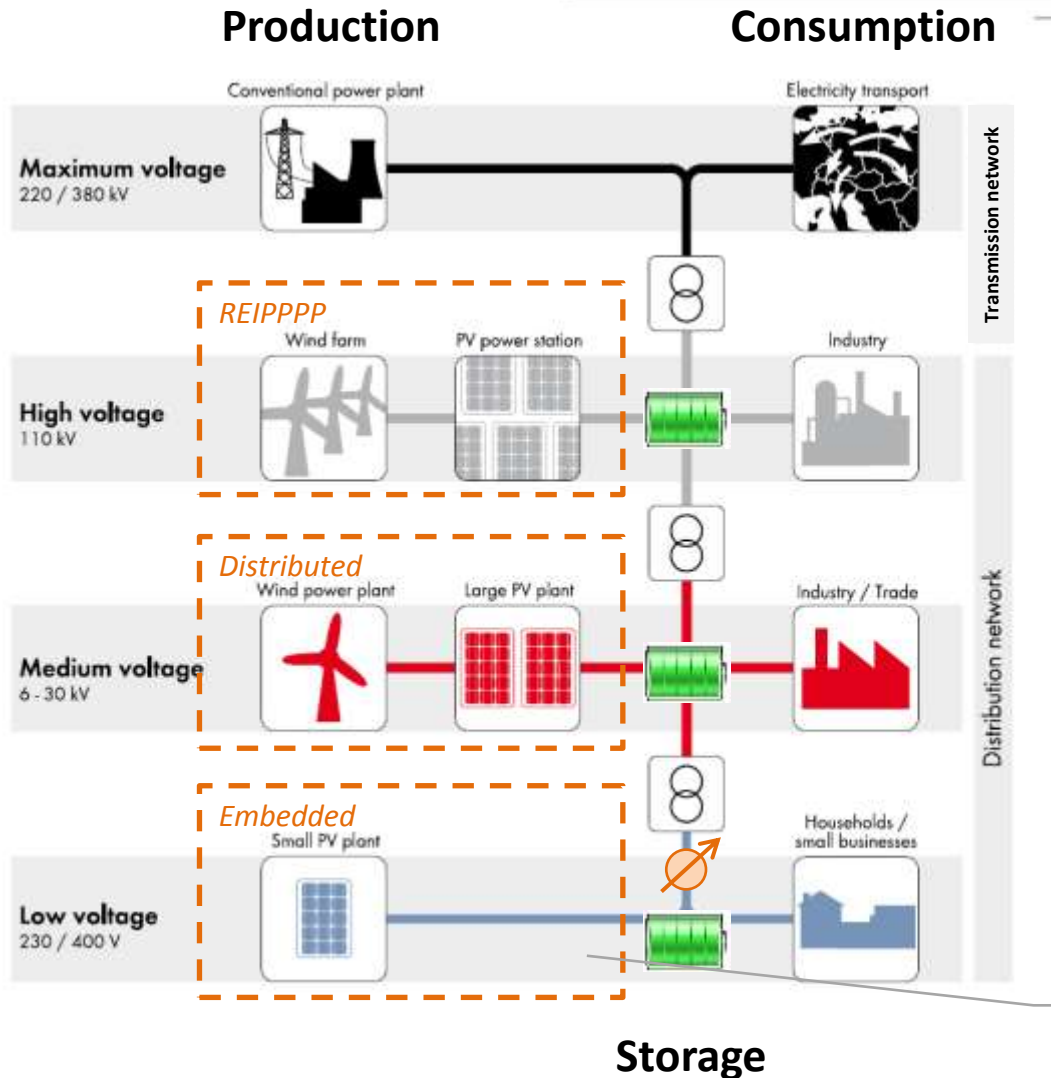 Production
Consumption
Conventional power plant
Electricity transport
Maximum voltage
220 / 380 kV
Transmission network
REIPPPP
Wind farm
PV power station
Industry
High voltage
110 kV
Distributed
Wind power plant
Large PV plant
Industry / Trade
Medium voltage
6 - 30 kV
Distribution network
Embedded
Small PV plant
Households /
small businesses
Low voltage
230 / 400 V
Storage